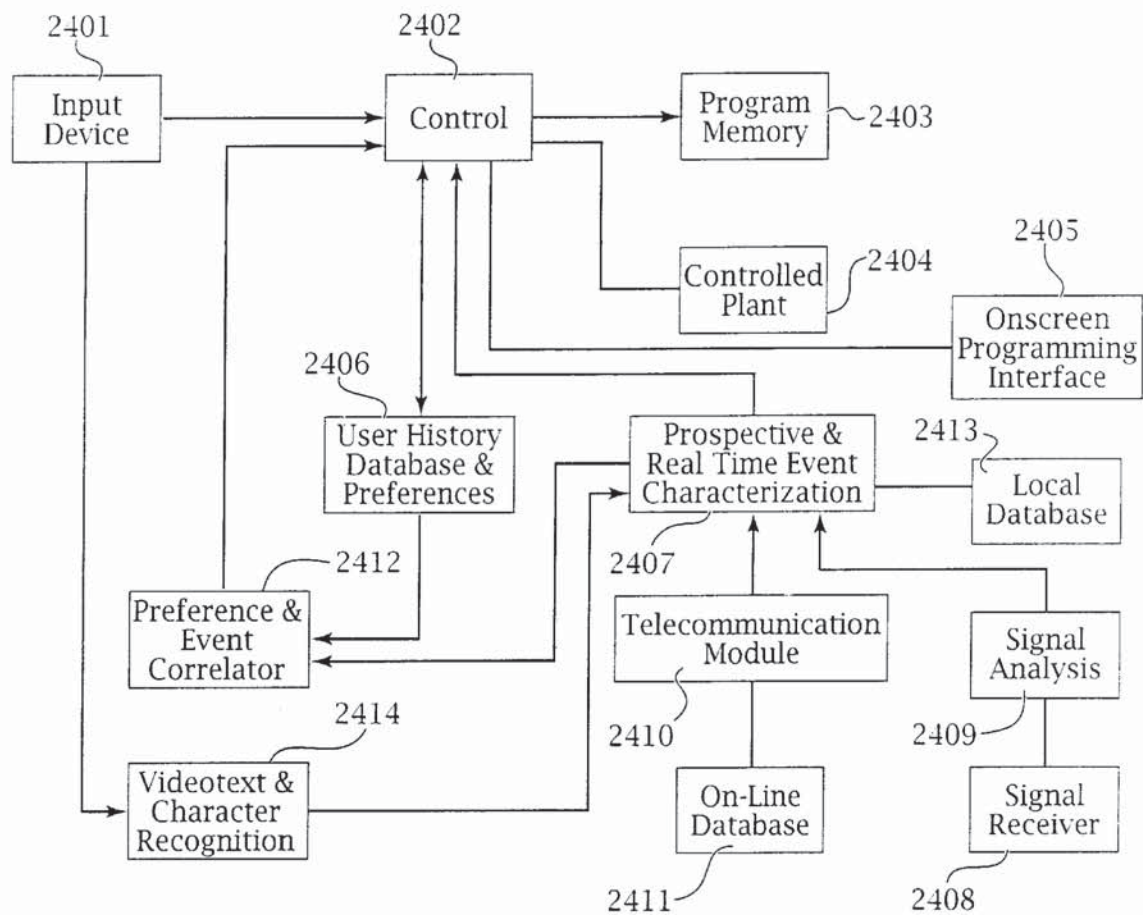 2401
2402
Input
Device
Control
Program
Memory
2403
2405
2404
Controlled
Plant
Onscreen
Programming
Interface
2406
User History
Database &
Preferences
Prospective &
Real Time Event
Characterization
2413
Local
Database
2407
2412
Preference &
Event
Correlator
Telecommunication
Module
Signal
Analysis
2410
2409
2414
Videotext &
Character
Recognition
On-Line
Database
Signal
Receiver
2411
2408